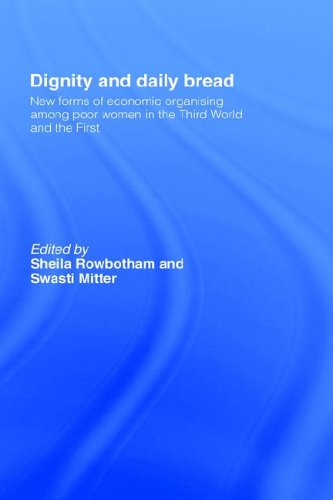 Dignity and daily bread
New forms of economic organising
among poor women in the Third World
and the First
Edited by
Sheila Rowbotham and
Swasti Mitter